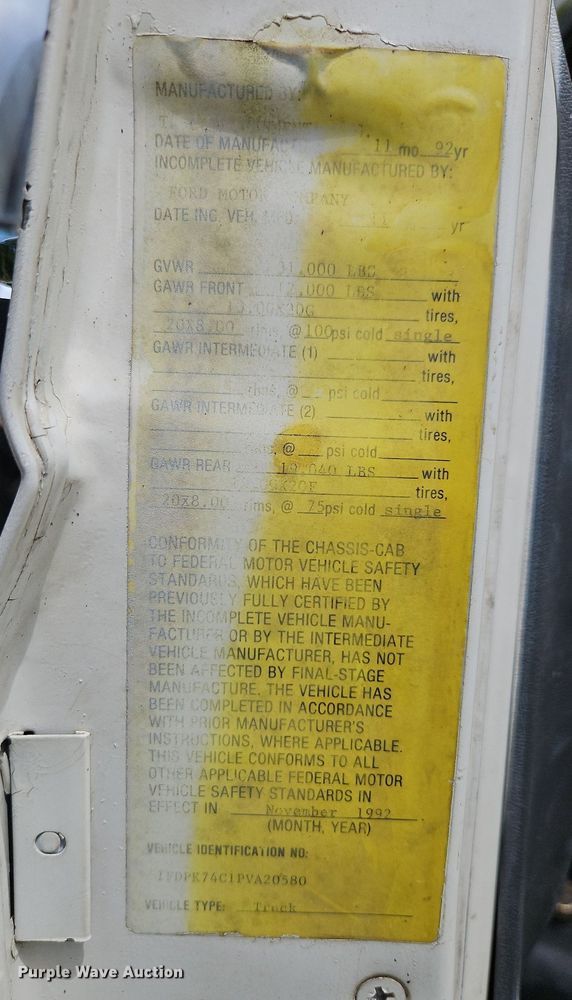 MANUFACTURED BY:
DATE OF MANUFAC 11 mo 92yr
INCOMPLETE VEHICLE MANUFACTURED BY:
FORD MOTOR COMPANY
DATE INC. VEH. MFD. 11 yr
GVWR 31,000 LBS
GAWR FRONT 12,000 LBS with
tires,
20x8.00 rims, @ 100psi cold single
GAWR INTERMEDIATE (1) with
tires,
rims, @ psi cold
GAWR INTERMEDIATE (2) with
tires,
rims, @ psi cold
GAWR REAR 19,040 LBS with
tires,
20x8.00 rims, @ 75psi cold single
CONFORMITY OF THE CHASSIS-CAB
TO FEDERAL MOTOR VEHICLE SAFETY
STANDARDS, WHICH HAVE BEEN
PREVIOUSLY FULLY CERTIFIED BY
THE INCOMPLETE VEHICLE MANU-
FACTURER OR BY THE INTERMEDIATE
VEHICLE MANUFACTURER, HAS NOT
BEEN AFFECTED BY FINAL-STAGE
MANUFACTURE. THE VEHICLE HAS
BEEN COMPLETED IN ACCORDANCE
WITH PRIOR MANUFACTURER'S
INSTRUCTIONS, WHERE APPLICABLE.
THIS VEHICLE CONFORMS TO ALL
OTHER APPLICABLE FEDERAL MOTOR
VEHICLE SAFETY STANDARDS IN
EFFECT IN November 1992
(MONTH, YEAR)
VEHICLE IDENTIFICATION NO:
1FDPK74C1PVA20580
VEHICLE TYPE: Truck
Purple Wave Auction